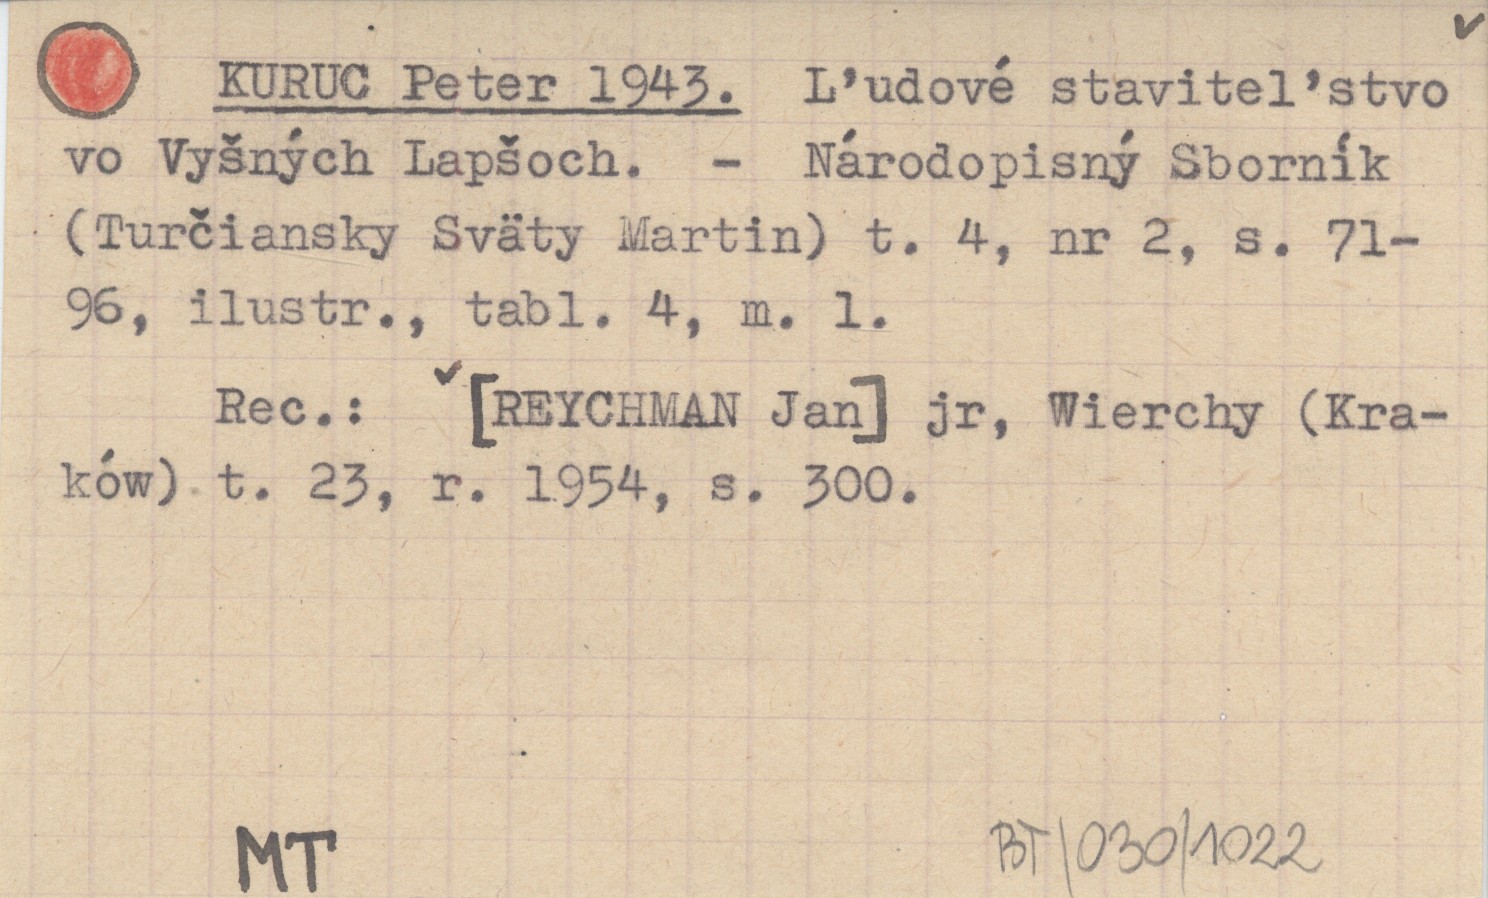 KURUC Peter 1943. L'udové stavitel'stvo
vo Vyšných Lapšoch. - Národopisný Sborník
(Turčiansky Sväty Martin) t. 4, nr 2, s. 71-
96, ilustr., tabl. 4, m. l.
Rec.: [REYCHMAN Jan] jr, Wierchy (Kra-
ków) t. 23, r. 1954, s. 300.
MT
BT/030/1022